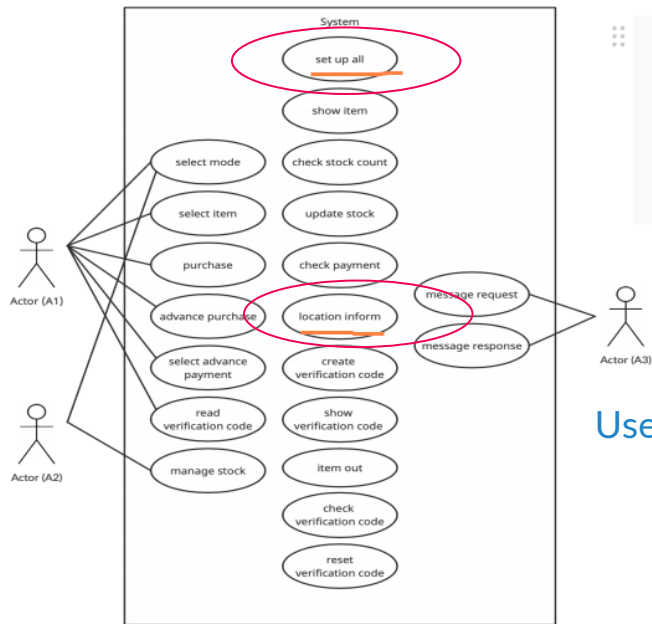 System
set up all
show item
select mode
check stock count
select item
update stock
Actor (A1)
purchase
check payment
message request
advance purchase
location inform
message response
Actor (A3)
select advance
payment
create
verification code
read
verification code
show
verification code
Use
Actor (A2)
manage stock
item out
check
verification code
reset
verification code